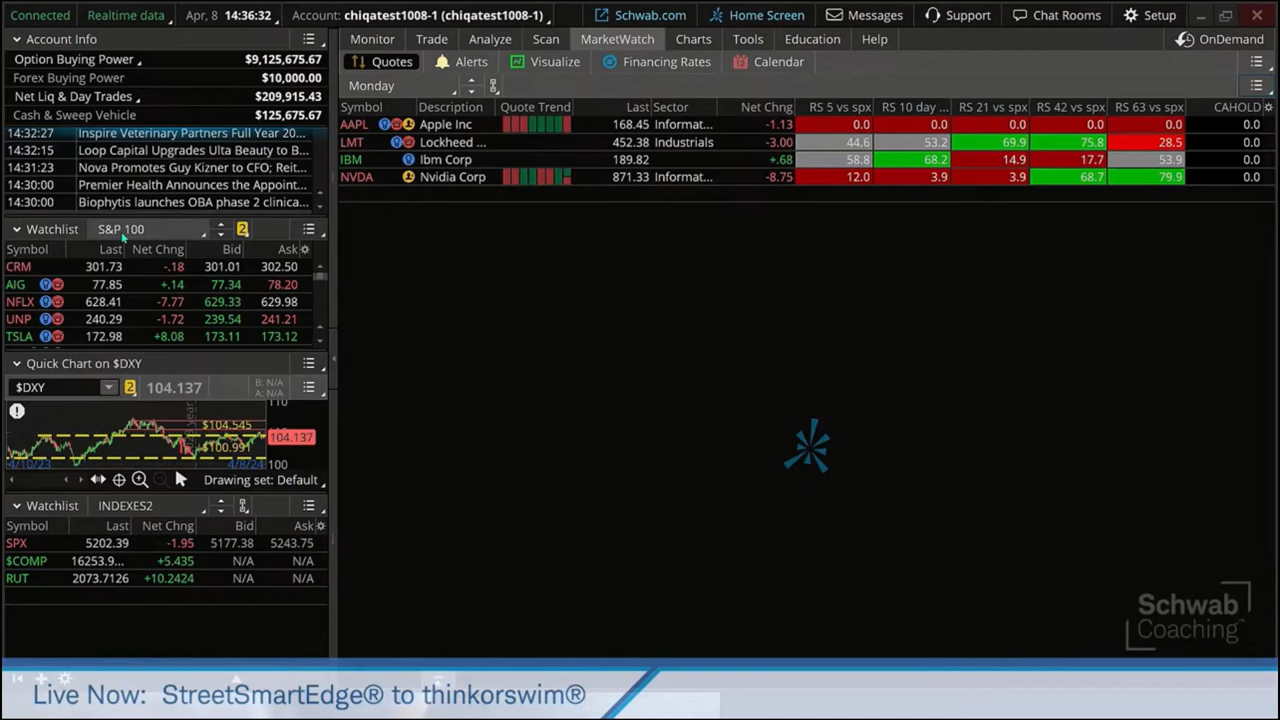 Connected Realtime data Apr, 8 14:36:32 Account: chiqatest1008-1 (chiqatest1008-1) Schwab.com Home Screen Messages Support Chat Rooms Setup
Account Info
Option Buying Power $9,125,675.67
Forex Buying Power $10,000.00
Net Liq & Day Trades $209,915.43
Cash & Sweep Vehicle $125,675.67
14:32:27 Inspire Veterinary Partners Full Year 20...
14:32:15 Loop Capital Upgrades Ulta Beauty to B...
14:31:23 Nova Promotes Guy Kizner to CFO; Reit...
14:30:00 Premier Health Announces the Appoint...
14:30:00 Biophytis launches OBA phase 2 clinica...
Watchlist S&P 100 2
Symbol Last Net Chng Bid Ask
CRM 301.73 -.18 301.01 302.50
AIG 77.85 +.14 77.34 78.20
NFLX 628.41 -7.77 629.33 629.98
UNP 240.29 -1.72 239.54 241.21
TSLA 172.98 +8.08 173.11 173.12
Quick Chart on $DXY
$DXY 2 104.137 B: N/A
A: N/A
110
$104.545
104.137
$100.991
4/10/23 4/8/24 100
Drawing set: Default
Watchlist INDEXES2
Symbol Last Net Chng Bid Ask
SPX 5202.39 -1.95 5177.38 5243.75
$COMP 16253.9... +5.435 N/A N/A
RUT 2073.7126 +10.2424 N/A N/A
Monitor Trade Analyze Scan MarketWatch Charts Tools Education Help OnDemand
Quotes Alerts Visualize Financing Rates Calendar
Monday
Symbol Description Quote Trend Last Sector Net Chng RS 5 vs spx RS 10 day ... RS 21 vs spx RS 42 vs spx RS 63 vs spx CAHOLD
AAPL Apple Inc 168.45 Informat... -1.13 0.0 0.0 0.0 0.0 0.0 0.0
LMT Lockheed ... 452.38 Industrials -3.00 44.6 53.2 69.9 75.8 28.5 0.0
IBM Ibm Corp 189.82 +.68 58.8 68.2 14.9 17.7 53.9 0.0
NVDA Nvidia Corp 871.33 Informat... -8.75 12.0 3.9 3.9 68.7 79.9 0.0
Schwab
Coaching™
Live Now: StreetSmartEdge® to thinkorswim®